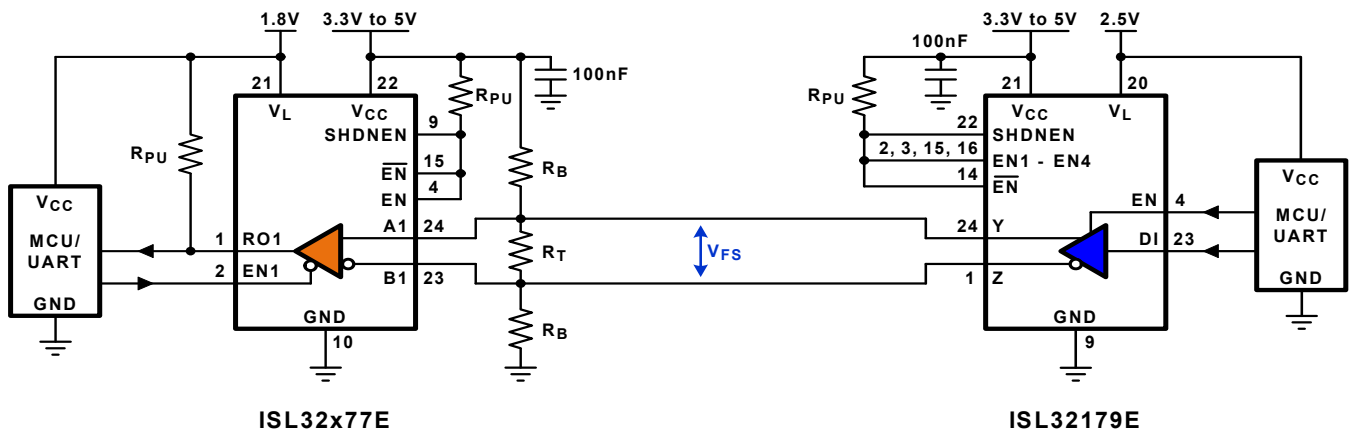 1.8V 3.3V to 5V
3.3V to 5V 2.5V
100nF
21 22 100nF
21 20
VL VCC RPU
RPU VCC VL
9
SHDNEN
22
SHDNEN
RPU
2, 3, 15, 16
EN1 - EN4
15
EN
RB
14
EN
4
EN
VCC
VCC
EN 4
A1 24
24 Y
MCU/
UART
1 RO1
RT
VFS
DI 23
MCU/
UART
2 EN1
B1 23
1 Z
GND
GND
GND
RB
GND
10
9
ISL32x77E
ISL32179E